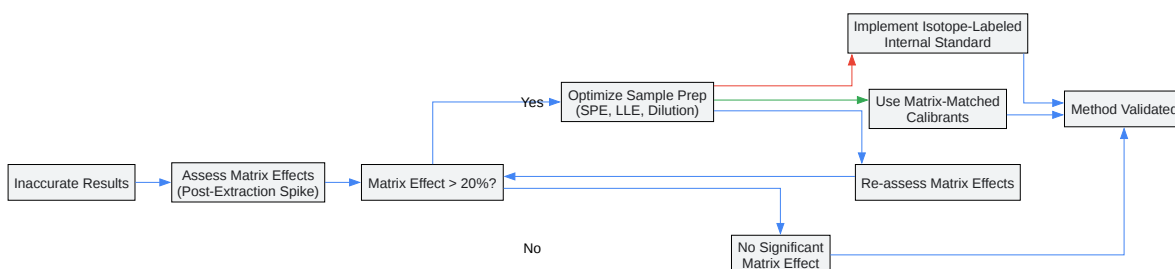 Inaccurate Results
Assess Matrix Effects
(Post-Extraction Spike)
Matrix Effect > 20%?
Yes
Optimize Sample Prep
(SPE, LLE, Dilution)
Implement Isotope-Labeled
Internal Standard
Use Matrix-Matched
Calibrants
Re-assess Matrix Effects
No
No Significant
Matrix Effect
Method Validated